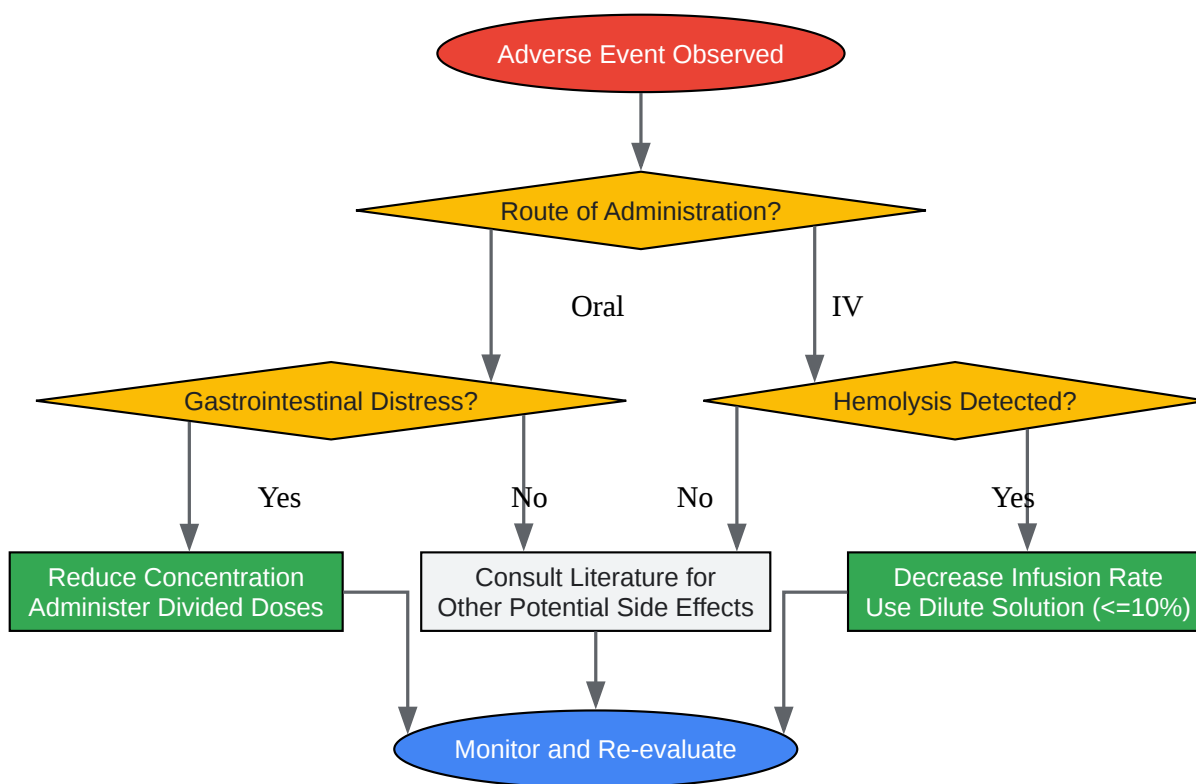 Adverse Event Observed
Route of Administration?
Oral
IV
Gastrointestinal Distress?
Hemolysis Detected?
Yes
No
No
Yes
Reduce Concentration
Administer Divided Doses
Consult Literature for
Other Potential Side Effects
Decrease Infusion Rate
Use Dilute Solution (<=10%)
Monitor and Re-evaluate